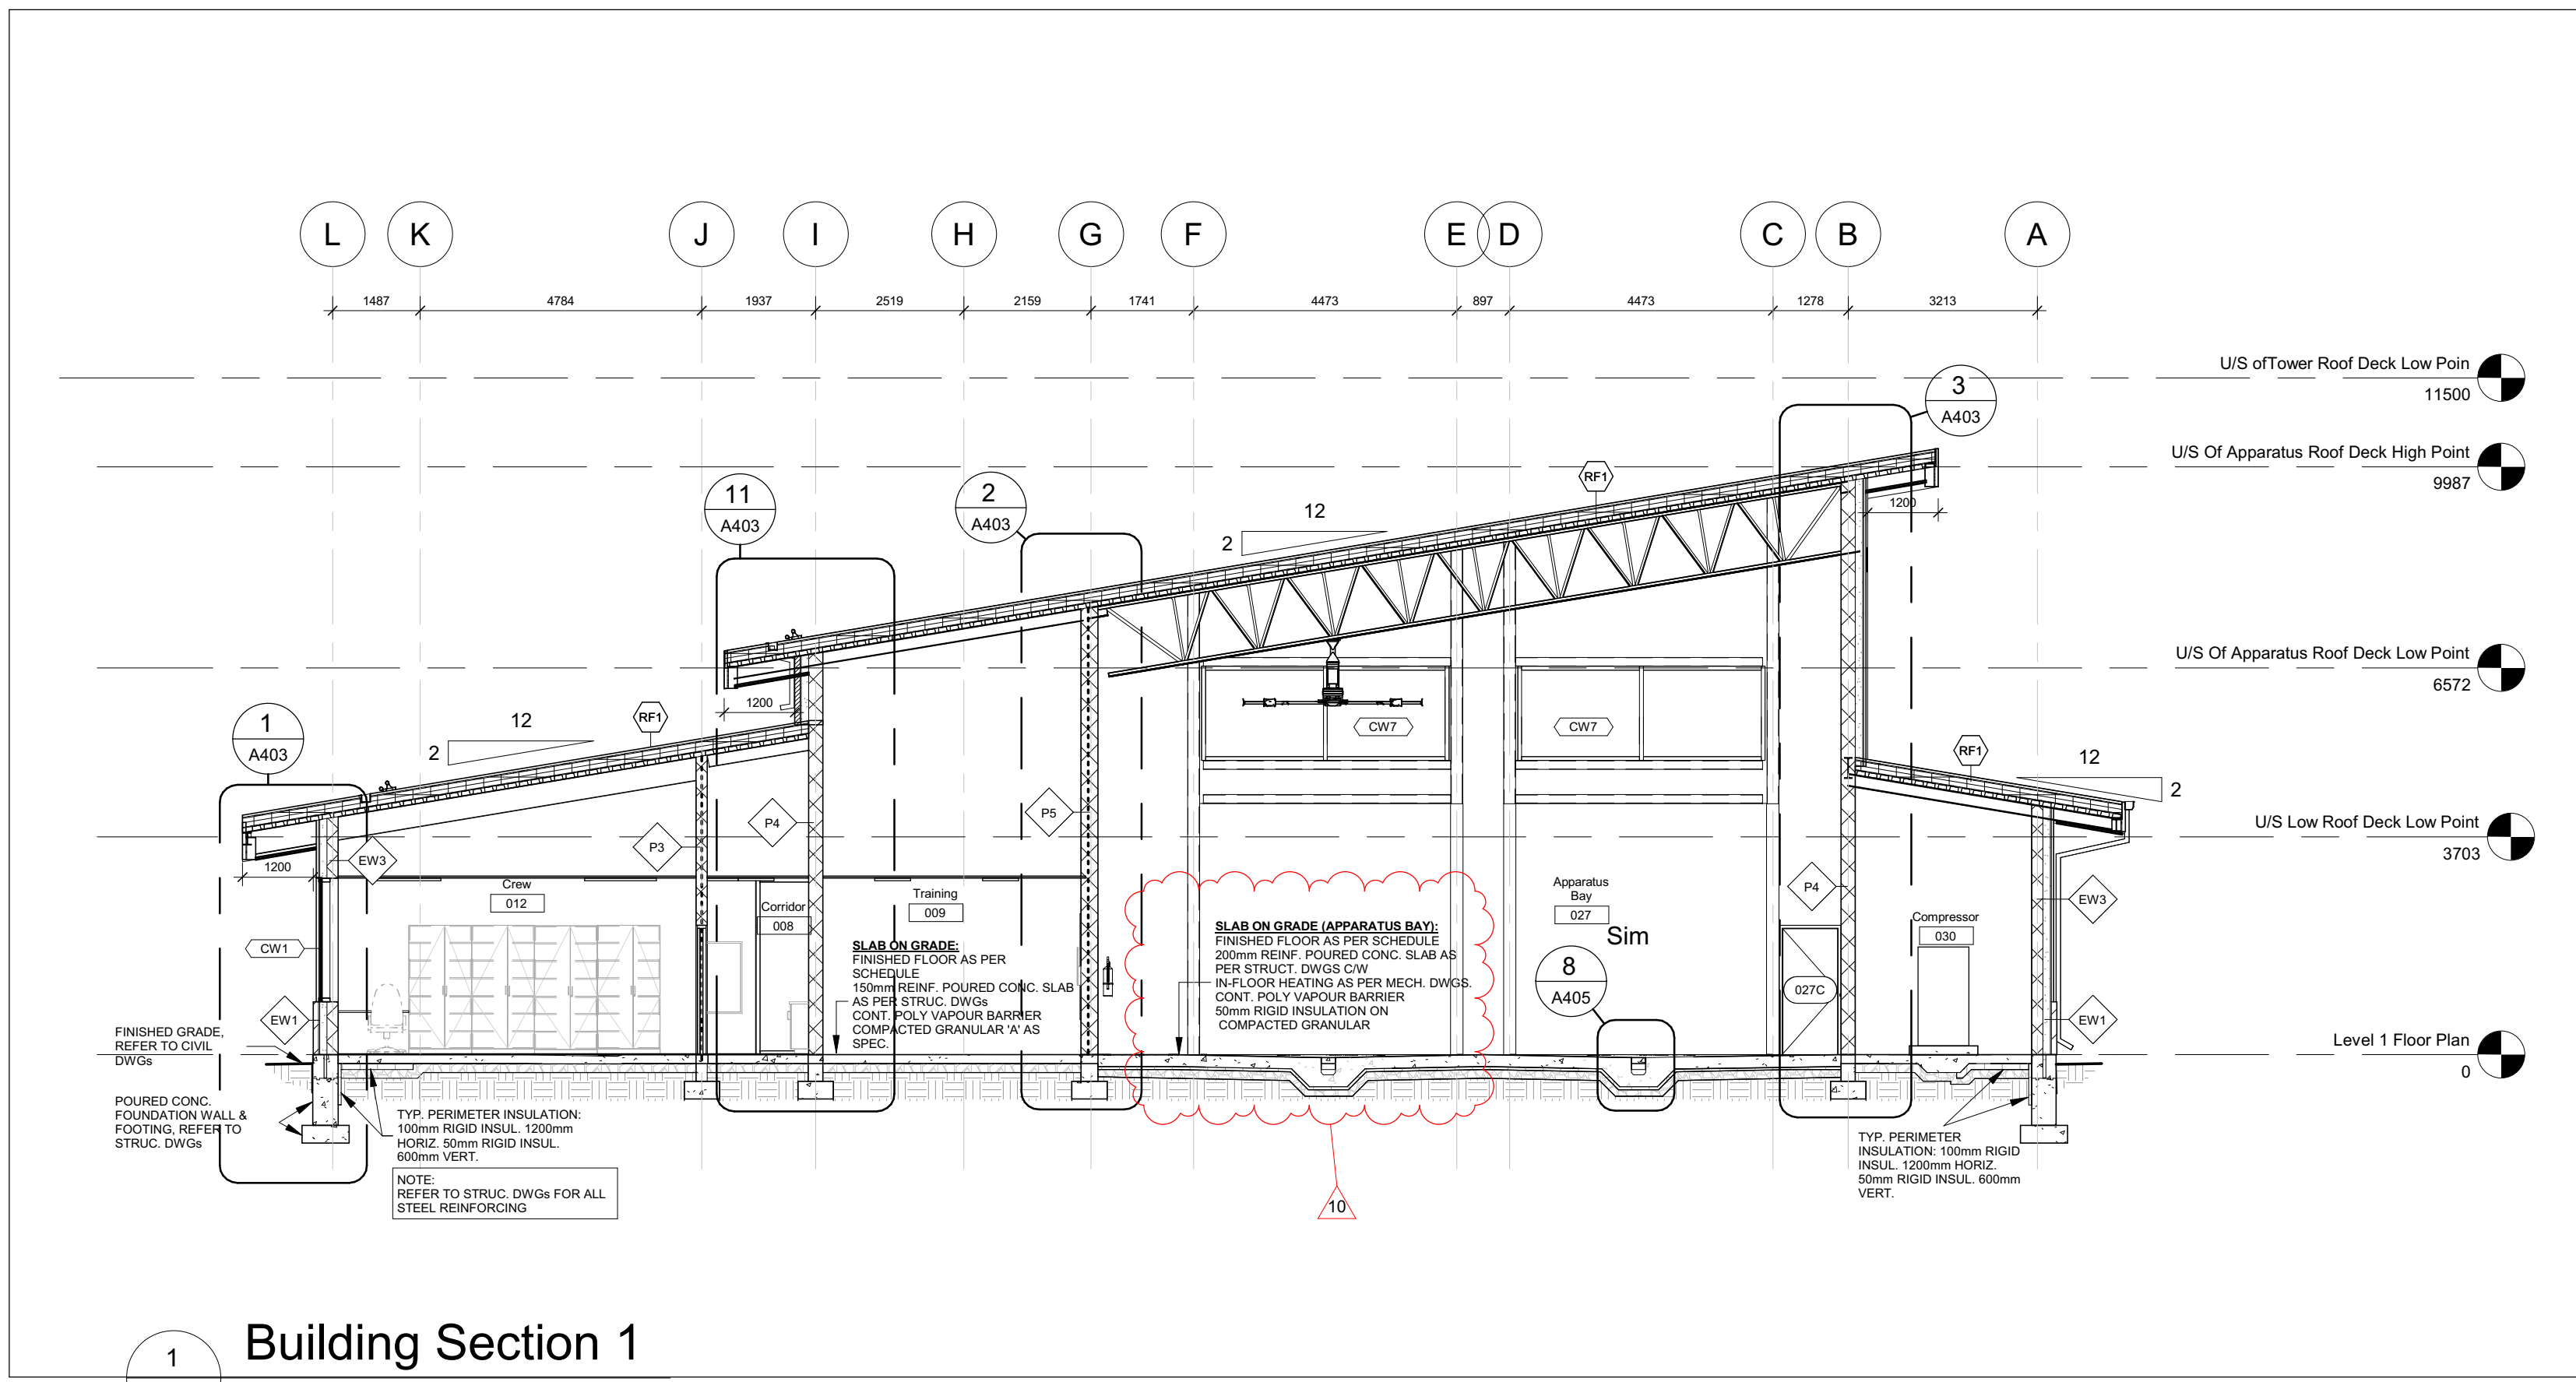 L K J I H G F E D C B A
1487 4784 1937 2519 2159 1741 4473 897 4473 1278 3213
U/S ofTower Roof Deck Low Poin
11500
3
A403
U/S Of Apparatus Roof Deck High Point
9987
RF1
1200
11
A403
2
A403
12
2
U/S Of Apparatus Roof Deck Low Point
6572
1200
1
A403
12
2
RF1
CW7
CW7
RF1
12
2
U/S Low Roof Deck Low Point
3703
P5
P4
P3
EW3
1200
Crew
012
Corridor
008
Training
009
Apparatus
Bay
027
Sim
P4
Compressor
030
EW3
CW1
EW1
EW1
027C
8
A405
SLAB ON GRADE:
FINISHED FLOOR AS PER
SCHEDULE
150mm REINF. POURED CONC. SLAB
AS PER STRUC. DWGs
CONT. POLY VAPOUR BARRIER
COMPACTED GRANULAR 'A' AS
SPEC.
SLAB ON GRADE (APPARATUS BAY):
FINISHED FLOOR AS PER SCHEDULE
200mm REINF. POURED CONC. SLAB AS
PER STRUCT. DWGS C/W
IN-FLOOR HEATING AS PER MECH. DWGS.
CONT. POLY VAPOUR BARRIER
50mm RIGID INSULATION ON
COMPACTED GRANULAR
Level 1 Floor Plan
0
FINISHED GRADE,
REFER TO CIVIL
DWGs
POURED CONC.
FOUNDATION WALL &
FOOTING, REFER TO
STRUC. DWGs
TYP. PERIMETER INSULATION:
100mm RIGID INSUL. 1200mm
HORIZ. 50mm RIGID INSUL.
600mm VERT.
NOTE:
REFER TO STRUC. DWGs FOR ALL
STEEL REINFORCING
10
TYP. PERIMETER
INSULATION: 100mm RIGID
INSUL. 1200mm HORIZ.
50mm RIGID INSUL. 600mm
VERT.
1
Building Section 1